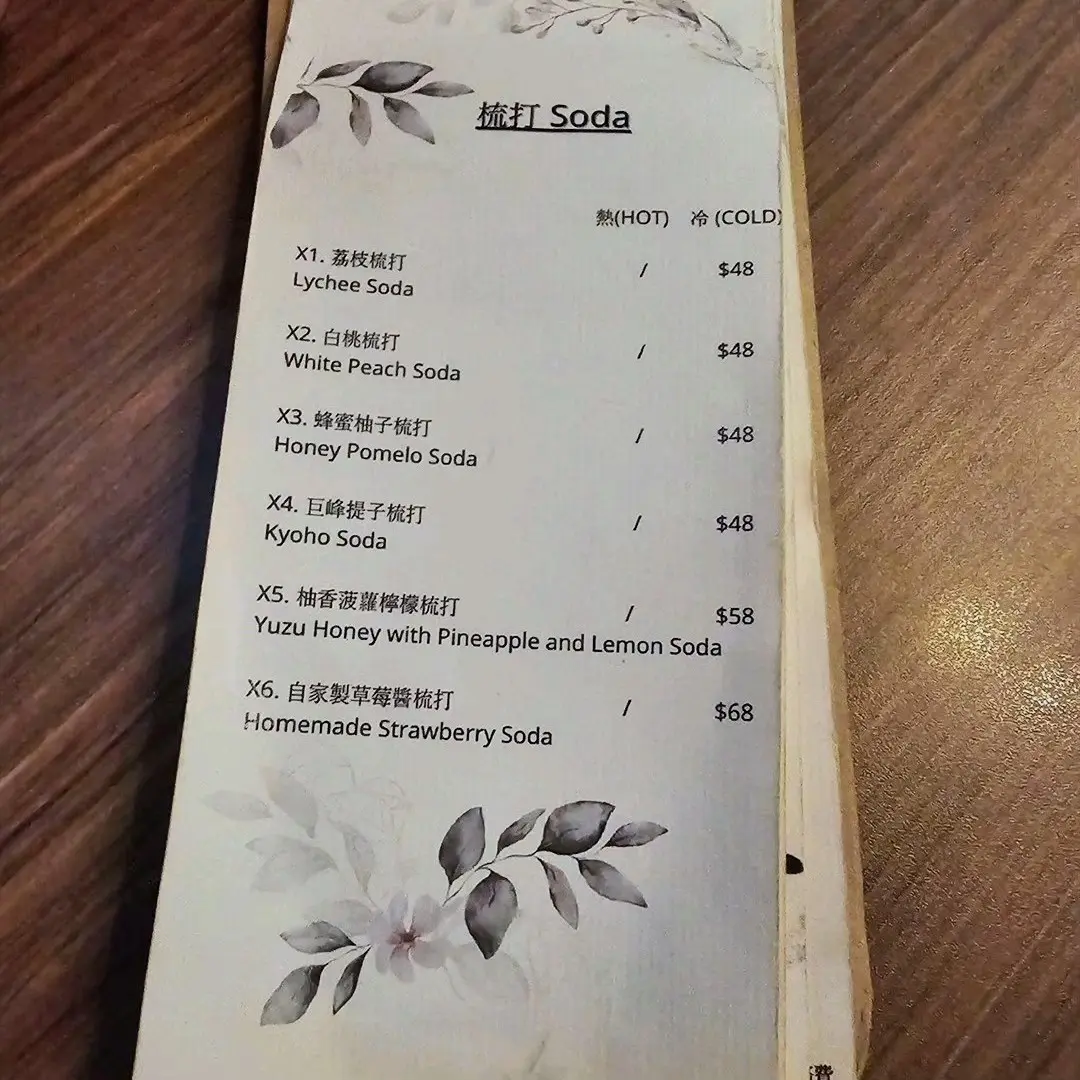 梳打 Soda
熱(HOT) 冷 (COLD)
X1. 荔枝梳打
Lychee Soda / $48
X2. 白桃梳打
White Peach Soda / $48
X3. 蜂蜜柚子梳打
Honey Pomelo Soda / $48
X4. 巨峰提子梳打
Kyoho Soda / $48
X5. 柚香菠蘿檸檬梳打 / $58
Yuzu Honey with Pineapple and Lemon Soda
X6. 自家製草莓醬梳打 / $68
Homemade Strawberry Soda
費